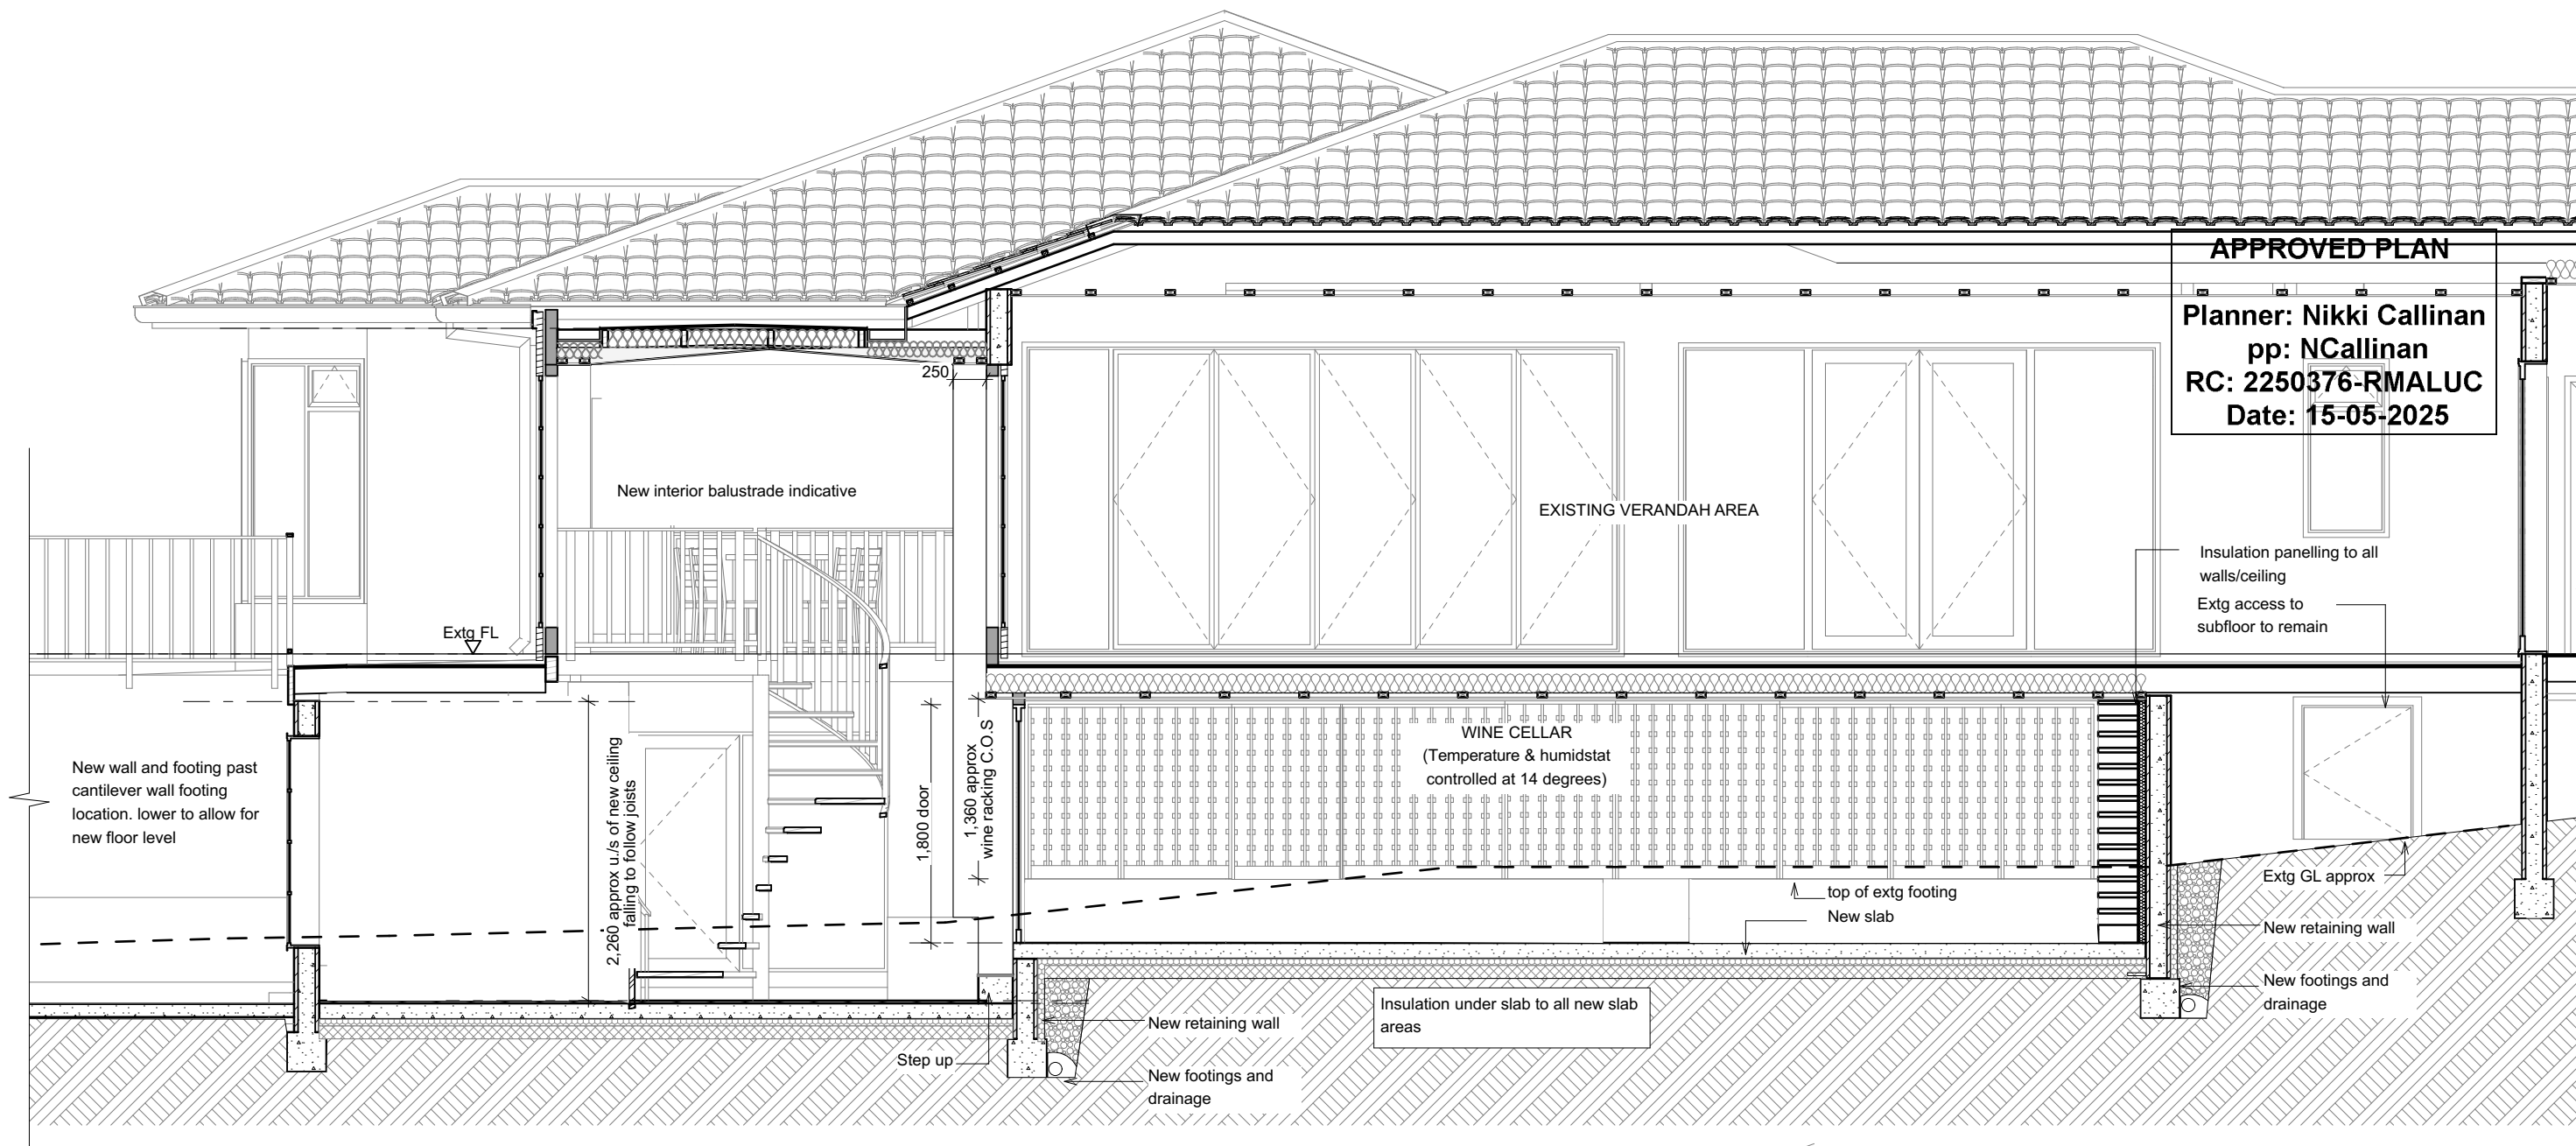 APPROVED PLAN
Planner: Nikki Callinan
pp: NCallinan
RC: 2250376-RMALUC
Date: 15-05-2025
250
New interior balustrade indicative
EXISTING VERANDAH AREA
Insulation panelling to all
walls/ceiling
Extg access to
subfloor to remain
Extg FL
New wall and footing past
cantilever wall footing
location. lower to allow for
new floor level
2,260 approx u./s of new ceiling
falling to follow joists
1,800 door
1,360 approx
wine racking C.O.S
WINE CELLAR
(Temperature & humidstat
controlled at 14 degrees)
top of extg footing
New slab
Extg GL approx
New retaining wall
New footings and
drainage
Insulation under slab to all new slab
areas
New retaining wall
Step up
New footings and
drainage